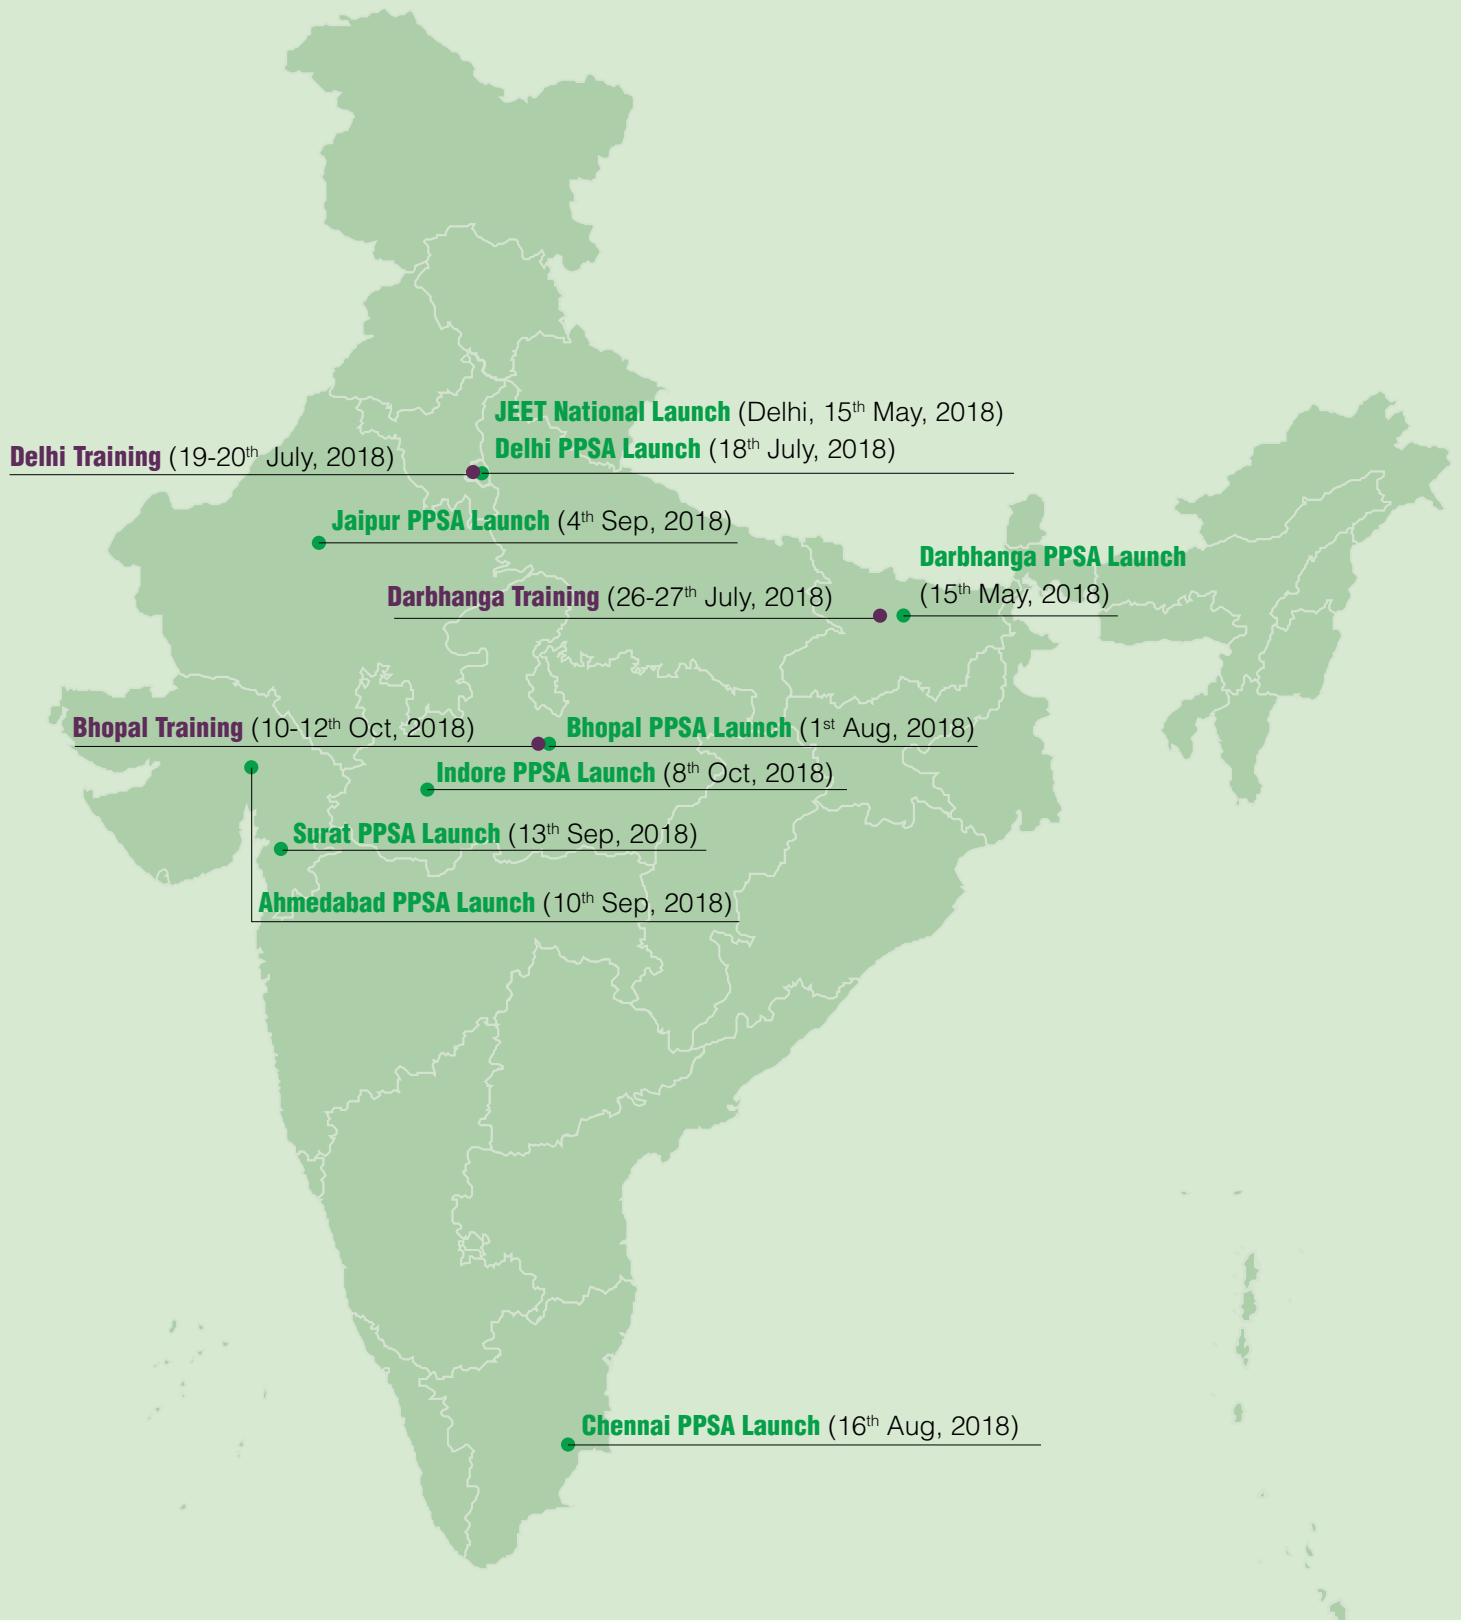 JEET National Launch (Delhi, 15th May, 2018)
Delhi PPSA Launch (18th July, 2018)
Delhi Training (19-20th July, 2018)
Jaipur PPSA Launch (4th Sep, 2018)
Darbhanga PPSA Launch
(15th May, 2018)
Darbhanga Training (26-27th July, 2018)
Bhopal Training (10-12th Oct, 2018)
Bhopal PPSA Launch (1st Aug, 2018)
Indore PPSA Launch (8th Oct, 2018)
Surat PPSA Launch (13th Sep, 2018)
Ahmedabad PPSA Launch (10th Sep, 2018)
Chennai PPSA Launch (16th Aug, 2018)